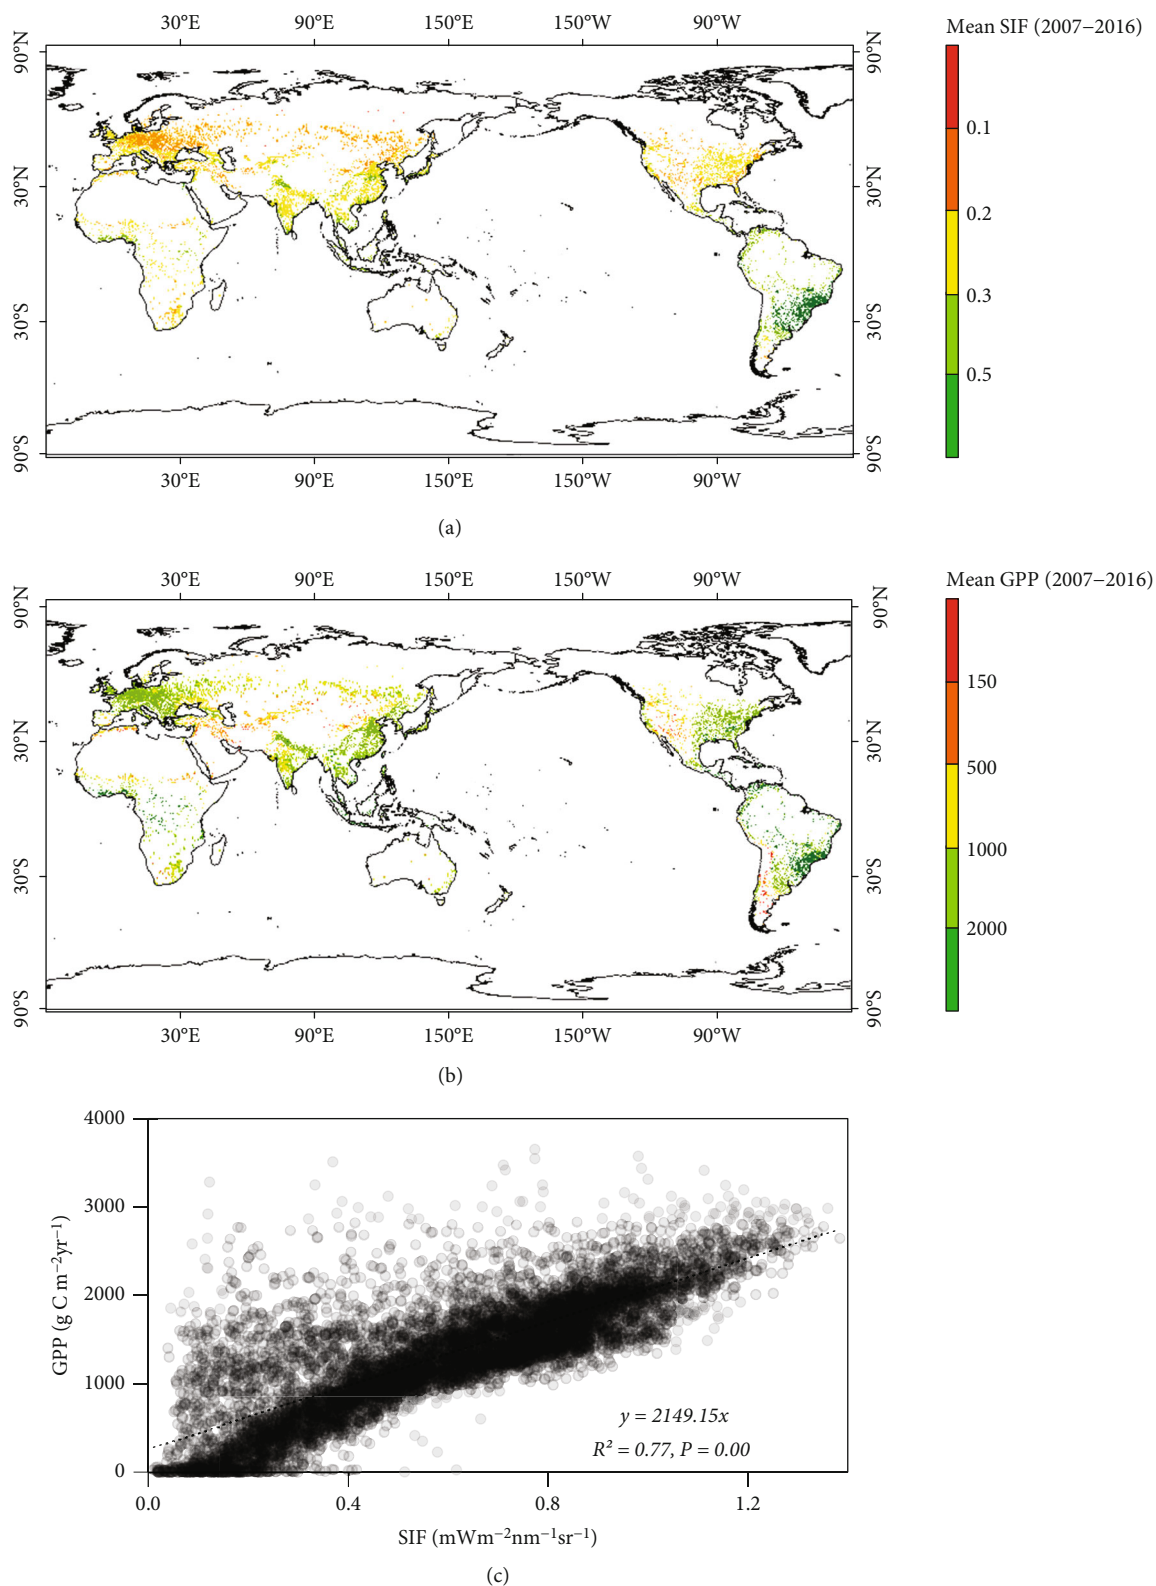 30°E 90°E 150°E 150°W 90°W
Mean SIF (2007−2016)
90°N 90°N
0.1
30°N 30°N
0.2
0.3
30°S 30°S
0.5
90°S 90°S
30°E 90°E 150°E 150°W 90°W
(a)
30°E 90°E 150°E 150°W 90°W
Mean GPP (2007−2016)
90°N 90°N
150
30°N 30°N
500
1000
30°S 30°S
2000
90°S 90°S
30°E 90°E 150°E 150°W 90°W
(b)
4000
3000
2000
1000
0
GPP (g C m−2yr−1)
y = 2149.15x
R² = 0.77, P = 0.00
0.0 0.4 0.8 1.2
SIF (mWm−2nm−1sr−1)
(c)